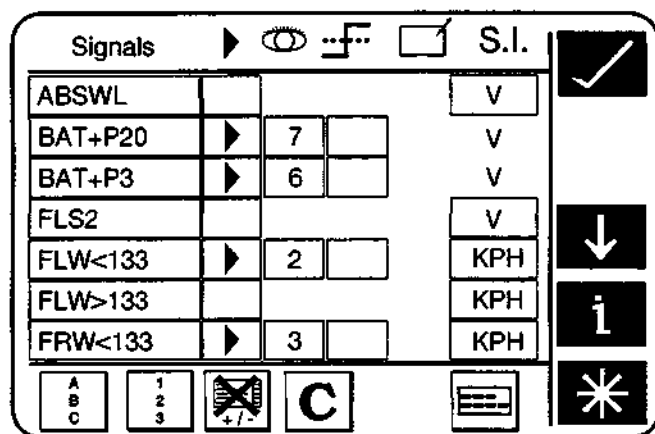 Signals S.I.
ABSWL V
BAT+P20 7 V
BAT+P3 6 V
FLS2 V
FLW<133 2 KPH
FLW>133 KPH
FRW<133 3 KPH
i
A B C 1 2 3 +/- C